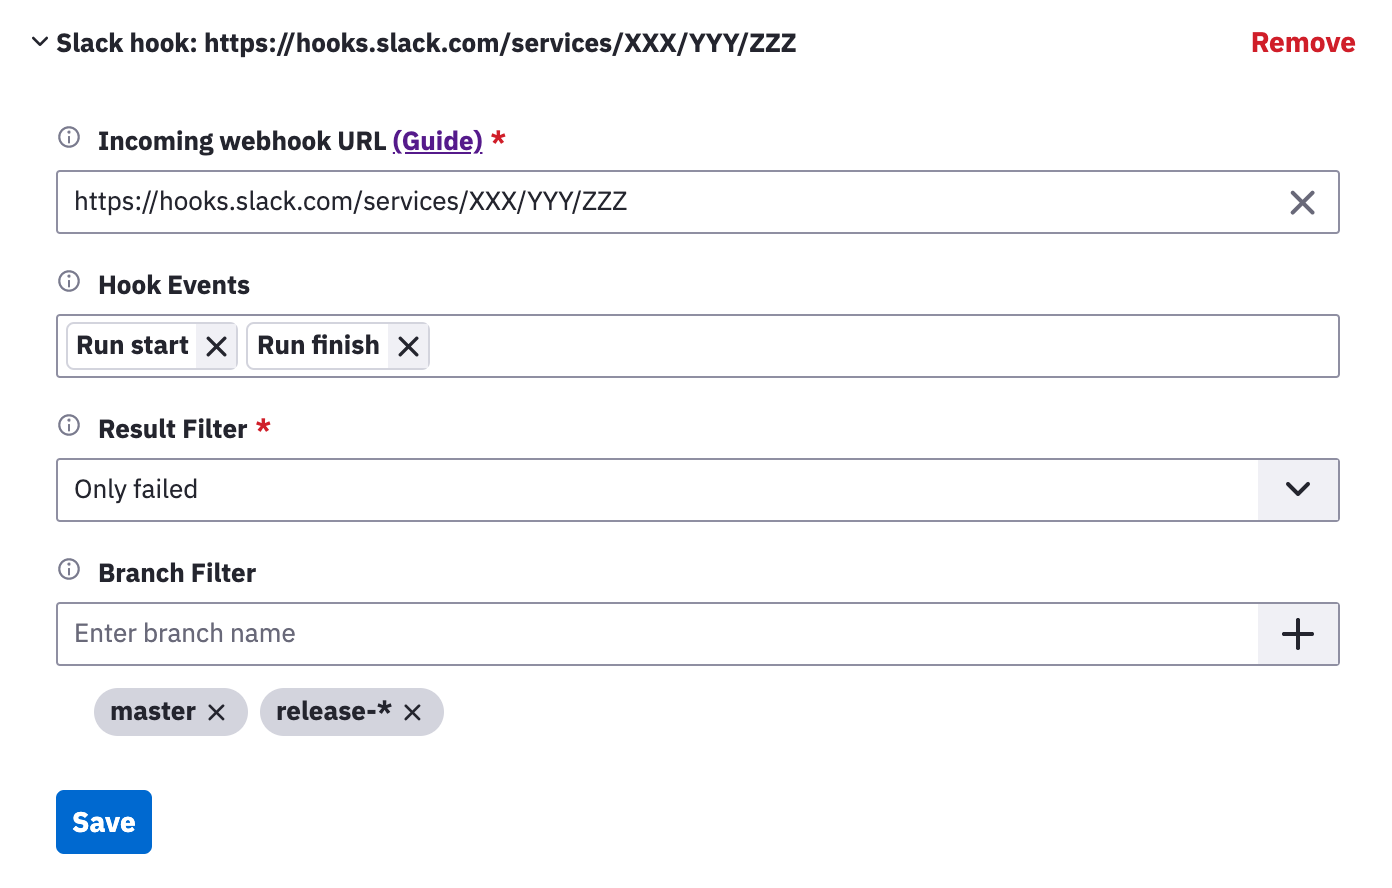 Slack hook: https://hooks.slack.com/services/XXX/YYY/ZZZ Remove
Incoming webhook URL (Guide) *
https://hooks.slack.com/services/XXX/YYY/ZZZ
Hook Events
Run start Run finish
Result Filter *
Only failed
Branch Filter
Enter branch name
master release-*
Save